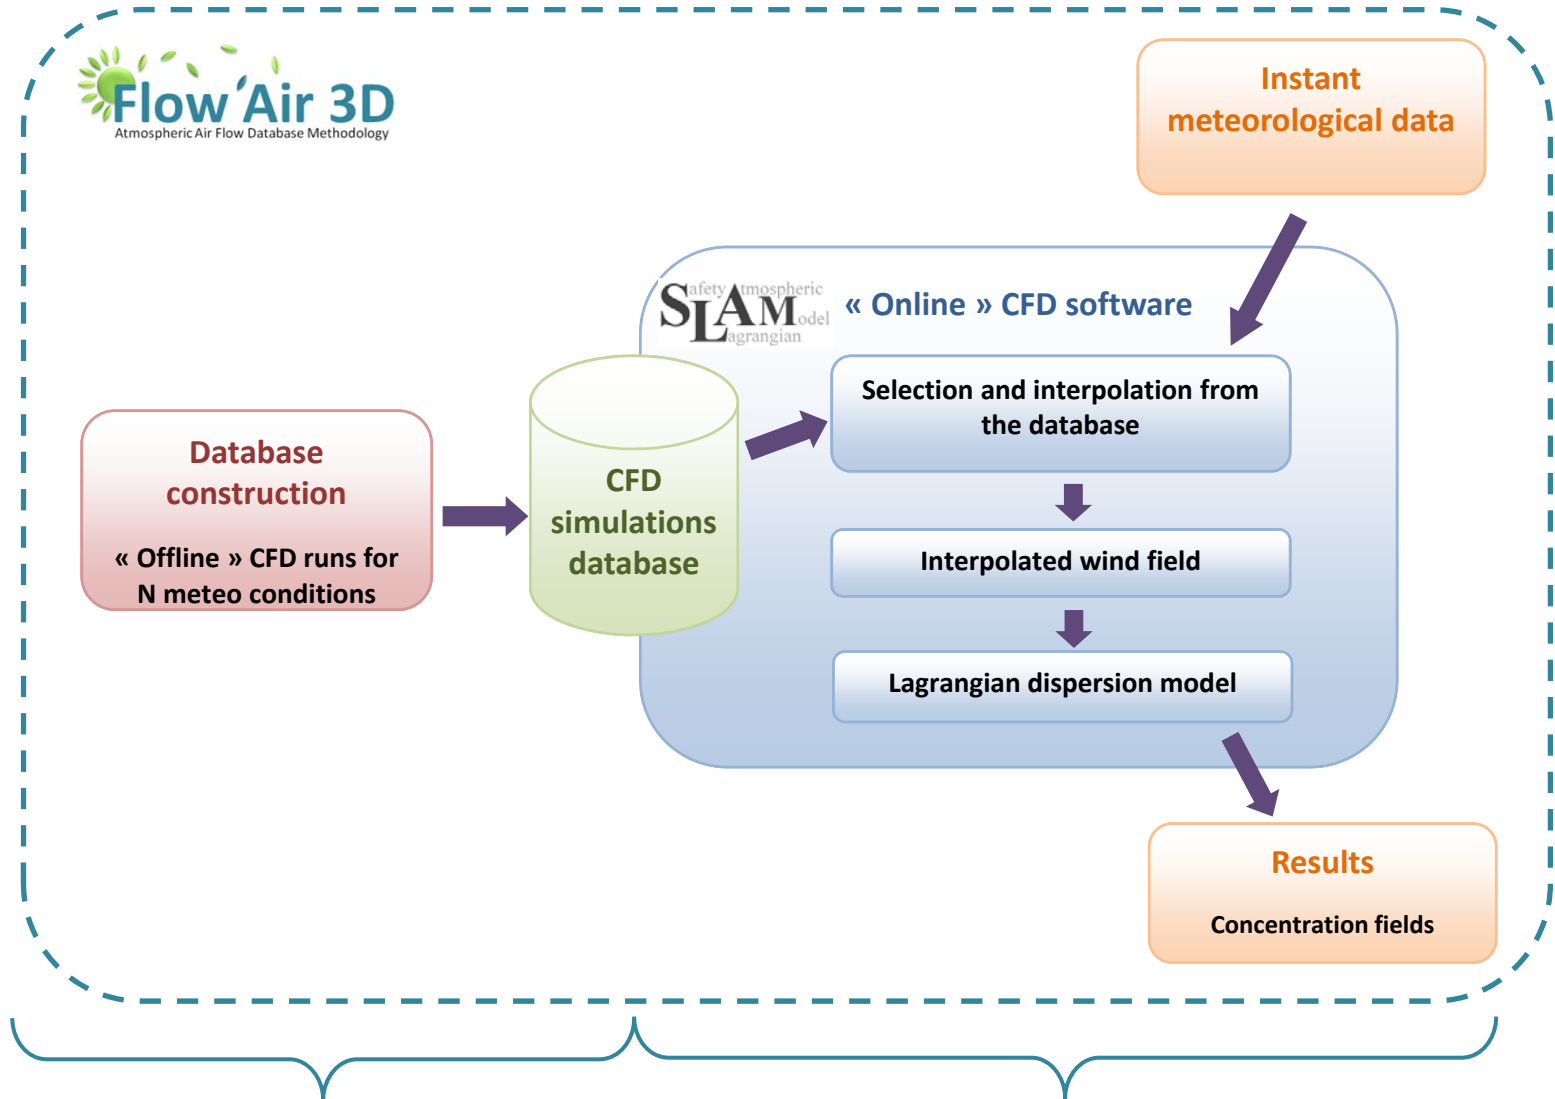 Flow'Air 3D
Atmospheric Air Flow Database Methodology
Instant
meteorological data
Safety Atmospheric
Lagrangian Model
« Online » CFD software
Selection and interpolation from
the database
Database
construction
« Offline » CFD runs for
N meteo conditions
CFD
simulations
database
Interpolated wind field
Lagrangian dispersion model
Results
Concentration fields